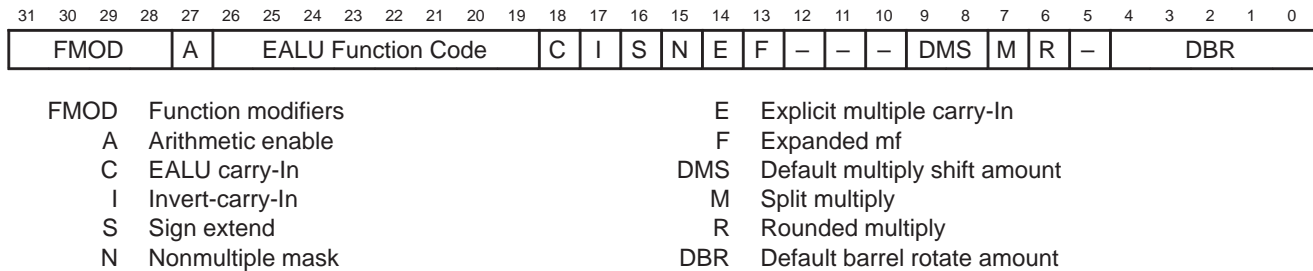 31 30 29 28 27 26 25 24 23 22 21 20 19 18 17 16 15 14 13 12 11 10 9 8 7 6 5 4 3 2 1 0
FMOD A EALU Function Code C I S N E F – – – DMS M R – DBR
FMOD Function modifiers E Explicit multiple carry-In
A Arithmetic enable F Expanded mf
C EALU carry-In DMS Default multiply shift amount
I Invert-carry-In M Split multiply
S Sign extend R Rounded multiply
N Nonmultiple mask DBR Default barrel rotate amount